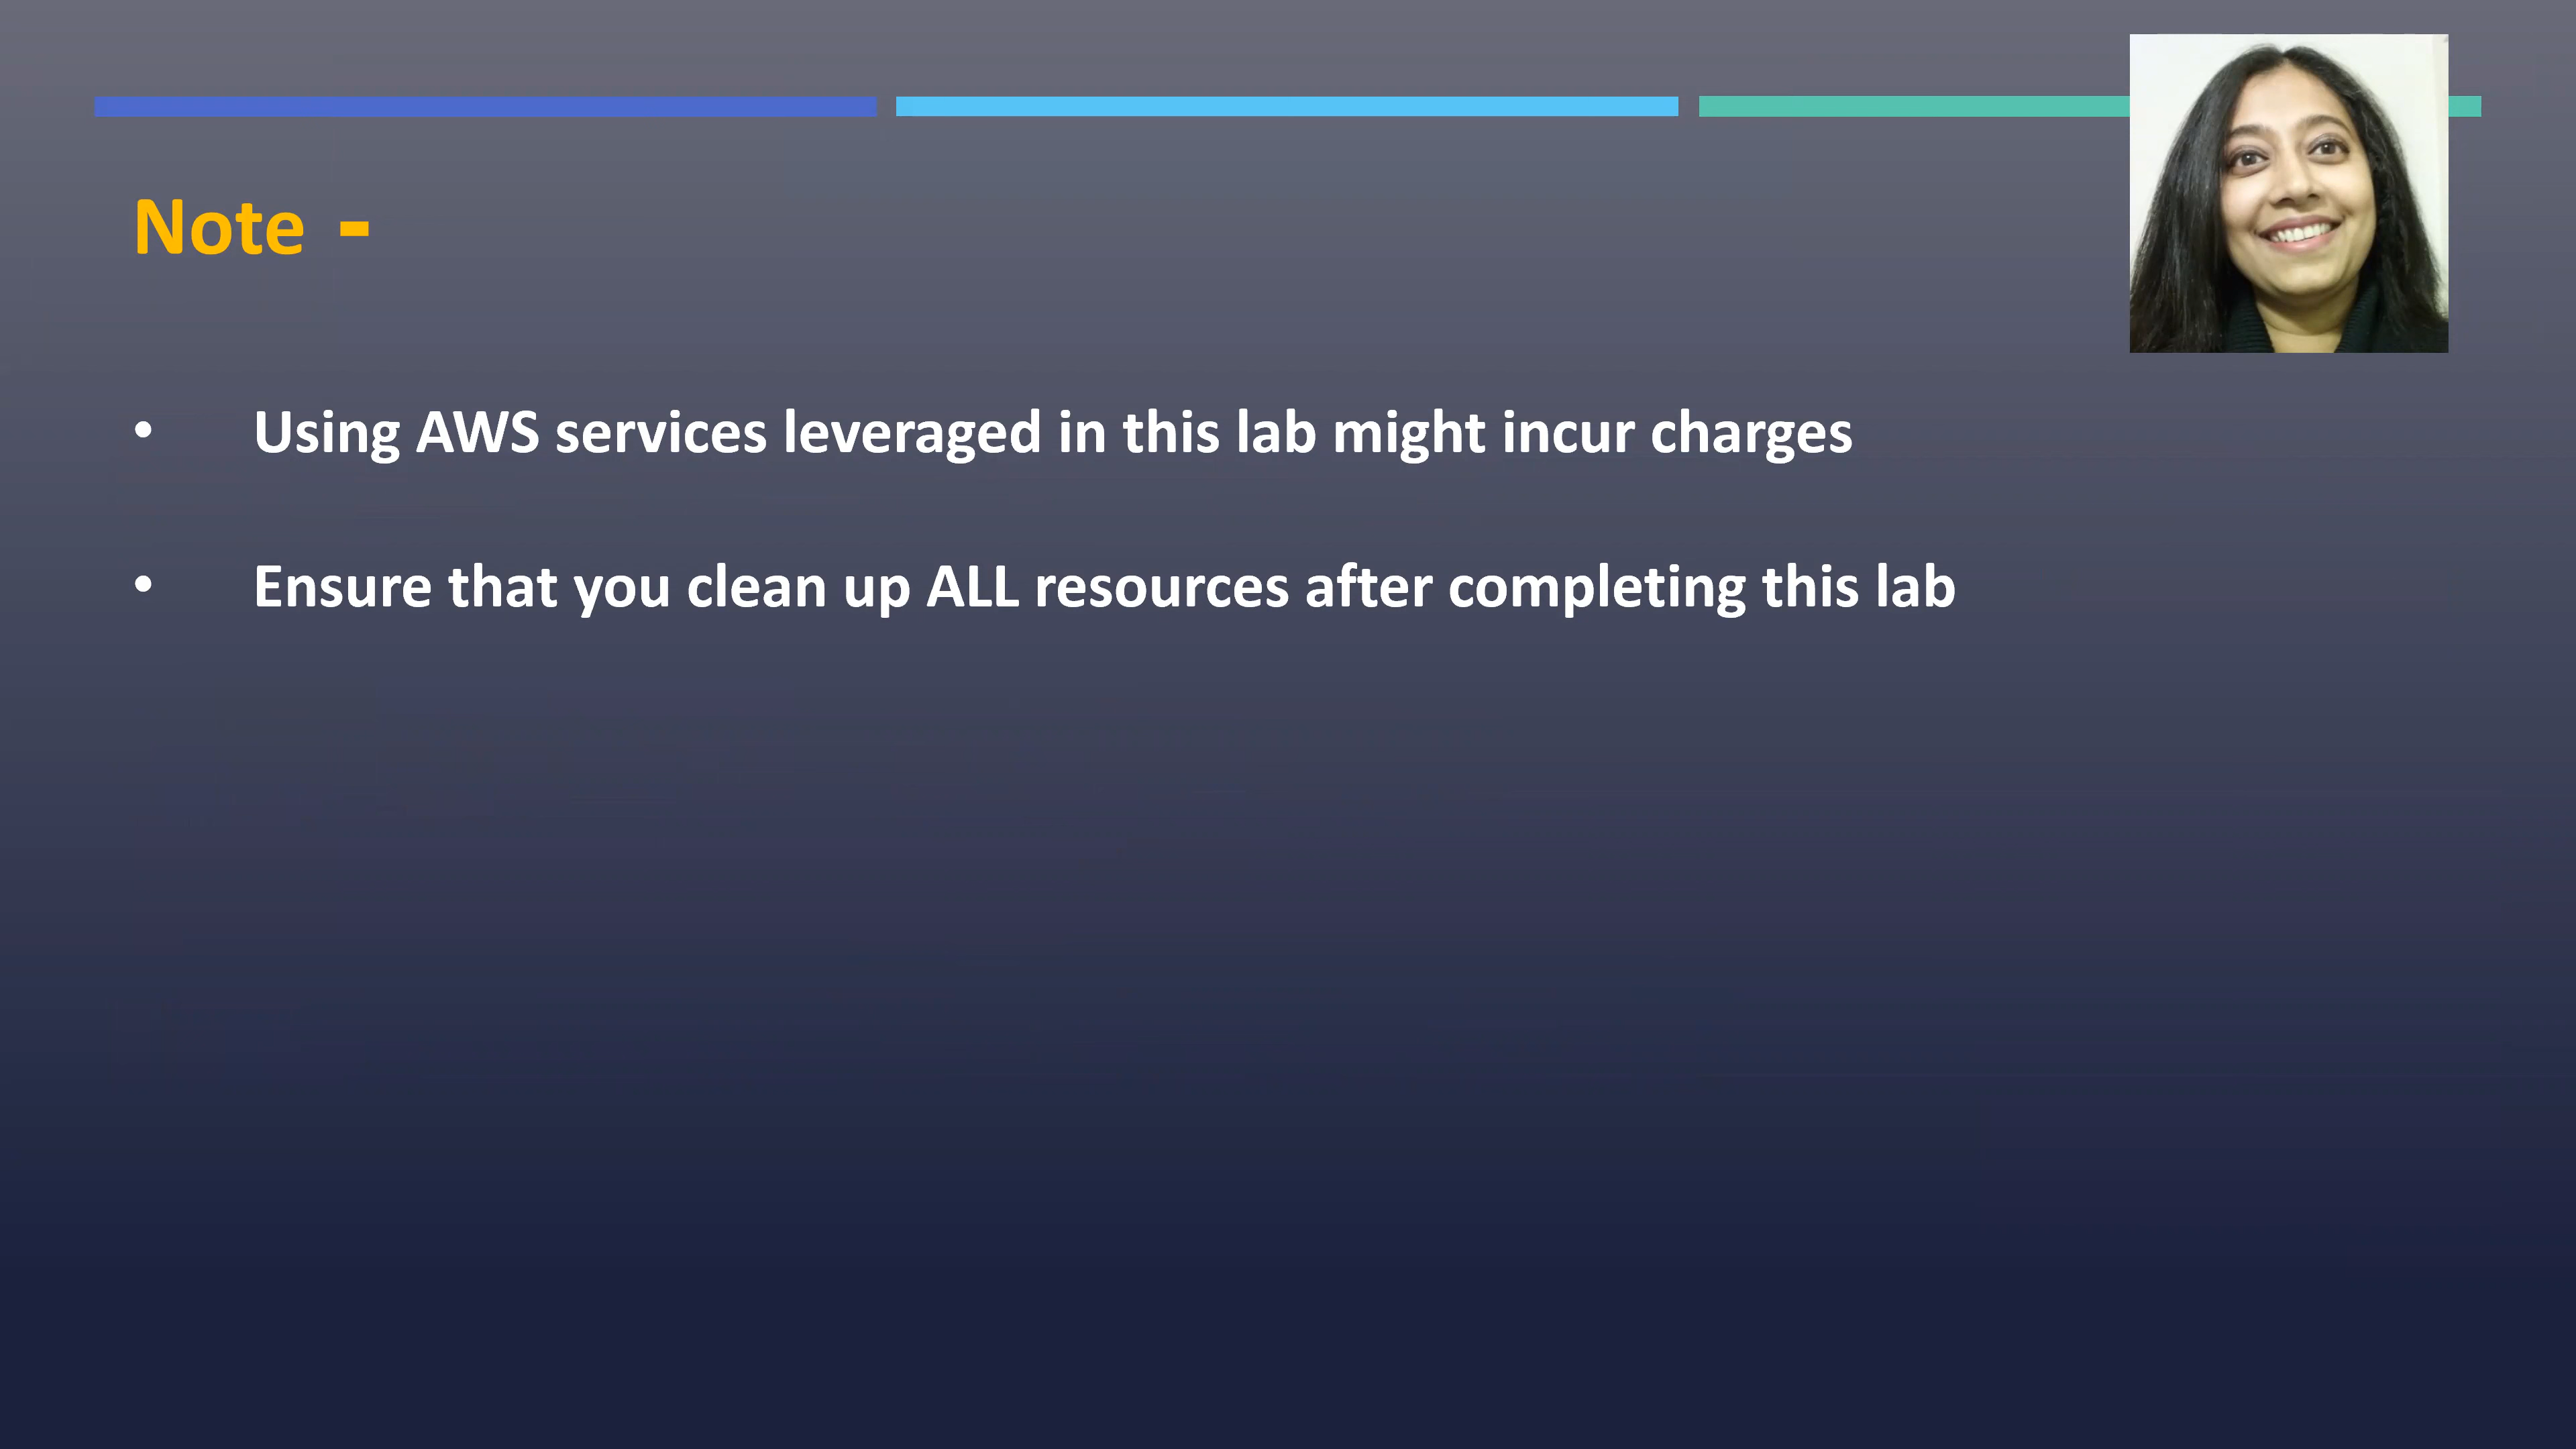 Note -
• Using AWS services leveraged in this lab might incur charges
• Ensure that you clean up ALL resources after completing this lab